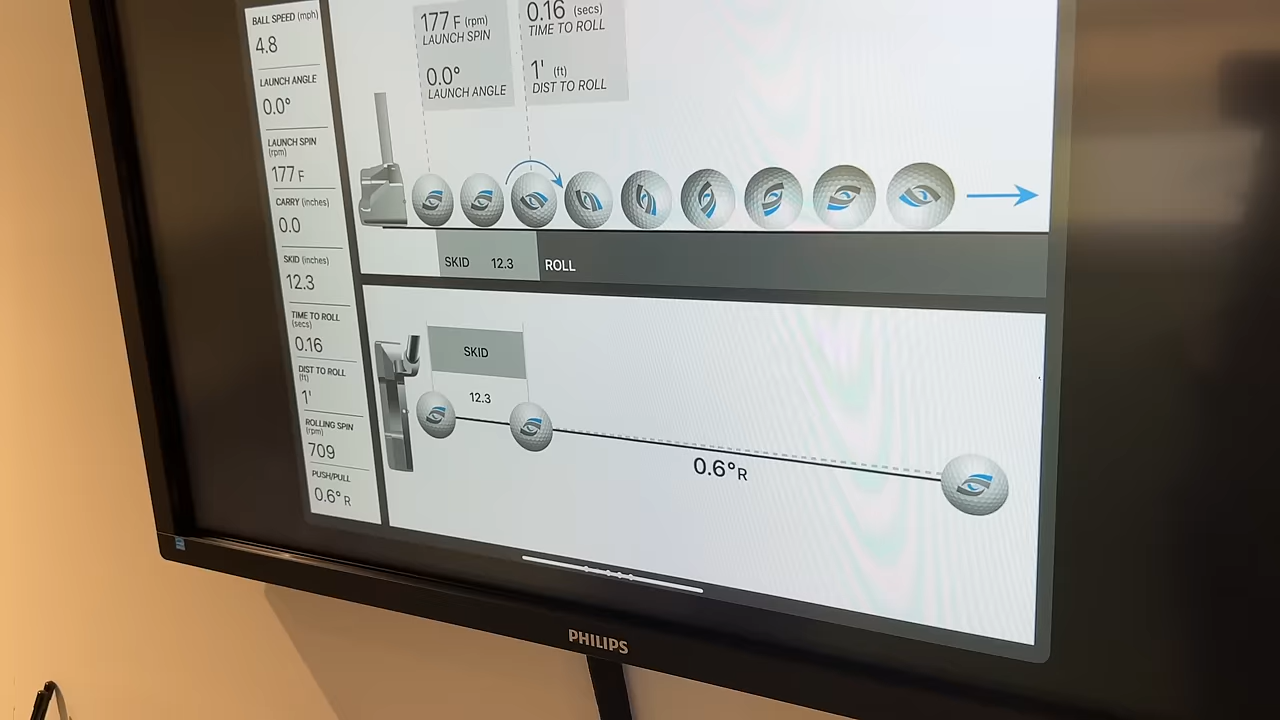 BALL SPEED (mph)
4.8
LAUNCH ANGLE
0.0°
LAUNCH SPIN
(rpm)
177 F
CARRY (inches)
0.0
SKID (inches)
12.3
TIME TO ROLL
(secs)
0.16
DIST TO ROLL
(ft)
1'
ROLLING SPIN
(rpm)
709
PUSH/PULL
0.6° R
177 F (rpm)
LAUNCH SPIN
0.0°
LAUNCH ANGLE
0.16 (secs)
TIME TO ROLL
1' (ft)
DIST TO ROLL
SKID 12.3 ROLL
SKID
12.3
0.6° R
PHILIPS